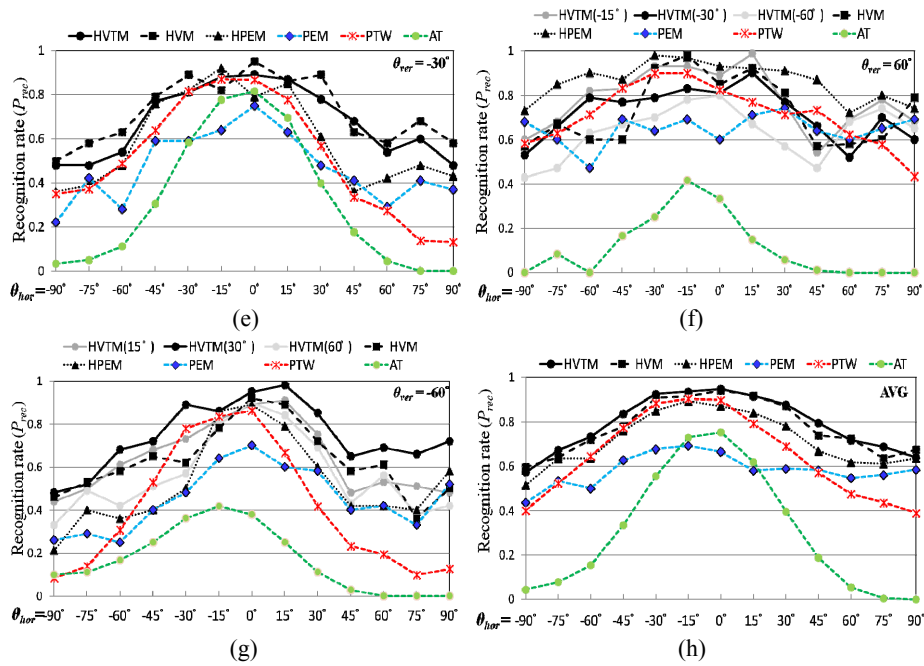 HVTM HVM HPEM PEM PTW AT
θver = -30°
Recognition rate (Prec)
1
0.8
0.6
0.4
0.2
0
θhor= -90° -75° -60° -45° -30° -15° 0° 15° 30° 45° 60° 75° 90°
(e)
HVTM(-15°) HVTM(-30°) HVTM(-60°) HVM
HPEM PEM PTW AT
θver = 60°
Recognition rate (Prec)
1
0.8
0.6
0.4
0.2
0
θhor= -90° -75° -60° -45° -30° -15° 0° 15° 30° 45° 60° 75° 90°
(f)
HVTM(15°) HVTM(30°) HVTM(60°) HVM
HPEM PEM PTW AT
θver = -60°
Recognition rate (Prec)
1
0.8
0.6
0.4
0.2
0
θhor= -90° -75° -60° -45° -30° -15° 0° 15° 30° 45° 60° 75° 90°
(g)
HVTM HVM HPEM PEM PTW AT
AVG
Recognition rate (Prec)
1
0.8
0.6
0.4
0.2
0
θhor= -90° -75° -60° -45° -30° -15° 0° 15° 30° 45° 60° 75° 90°
(h)